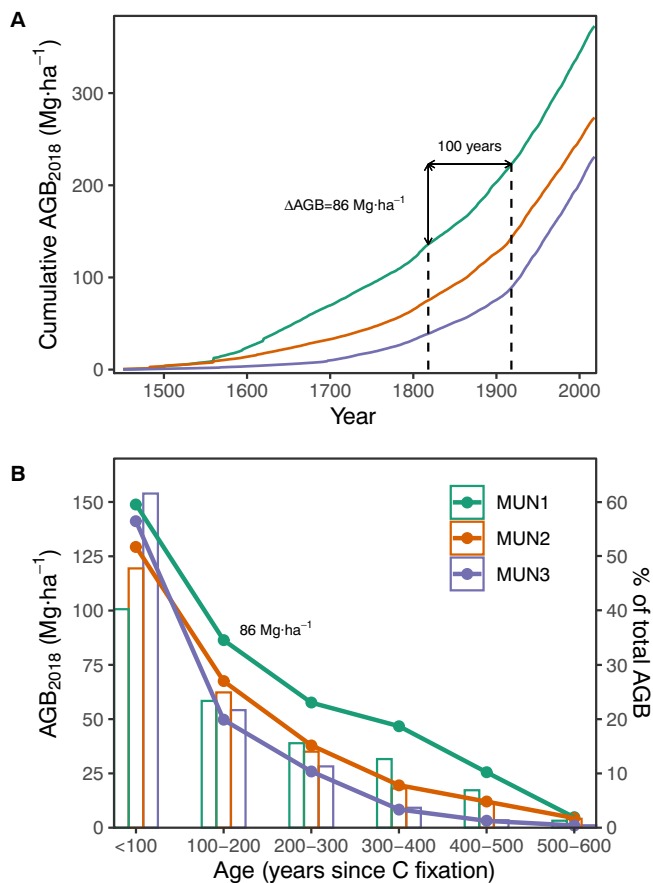 A
Cumulative AGB2018 (Mg·ha−1)
300
200
100
0
100 years
ΔAGB=86 Mg·ha−1
1500 1600 1700 1800 1900 2000
Year
B
AGB2018 (Mg·ha−1)
150
125
100
75
50
25
0
86 Mg·ha−1
MUN1
MUN2
MUN3
60
50
40
30
20
10
0
% of total AGB
<100 100−200 200−300 300−400 400−500 500−600
Age (years since C fixation)